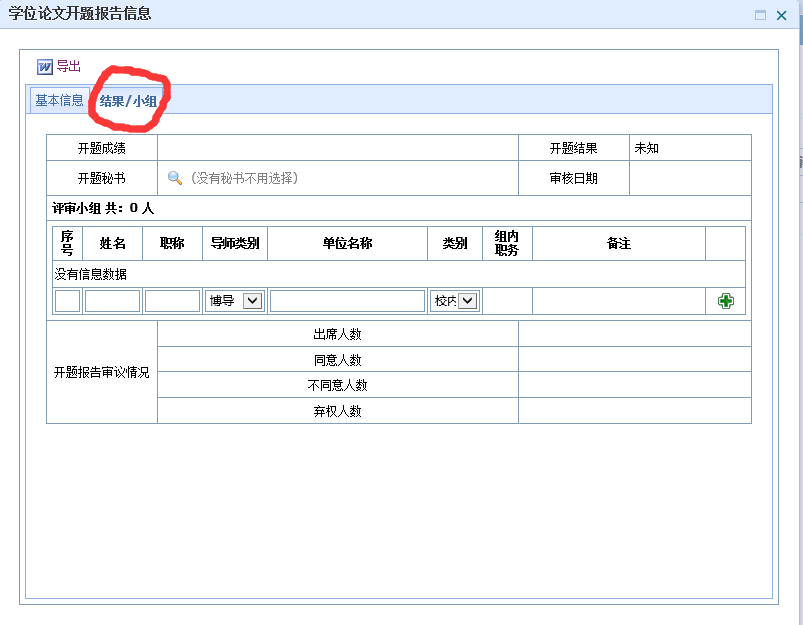 学位论文开题报告信息
导出
基本信息 结果/小组
开题成绩 开题结果 未知
开题秘书 (没有秘书不用选择) 审核日期
评审小组 共：0 人
序号 姓名 职称 导师类别 单位名称 类别 组内职务 备注
没有信息数据
博导 校内
开题报告审议情况
出席人数
同意人数
不同意人数
弃权人数